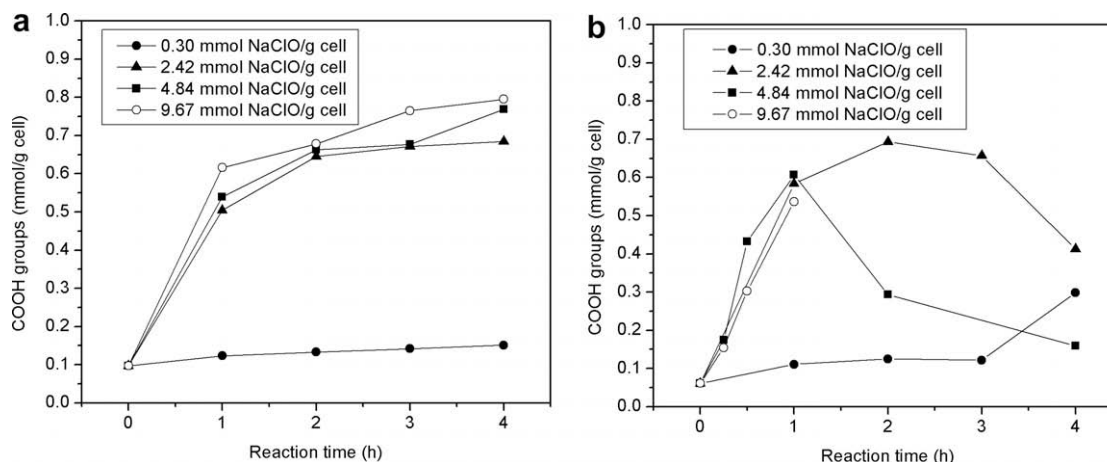 a
0.30 mmol NaClO/g cell
2.42 mmol NaClO/g cell
4.84 mmol NaClO/g cell
9.67 mmol NaClO/g cell
1.0
0.9
0.8
0.7
0.6
0.5
0.4
0.3
0.2
0.1
0.0
COOH groups (mmol/g cell)
0 1 2 3 4
Reaction time (h)
b
0.30 mmol NaClO/g cell
2.42 mmol NaClO/g cell
4.84 mmol NaClO/g cell
9.67 mmol NaClO/g cell
1.0
0.9
0.8
0.7
0.6
0.5
0.4
0.3
0.2
0.1
0.0
COOH groups (mmol/g cell)
0 1 2 3 4
Reaction time (h)